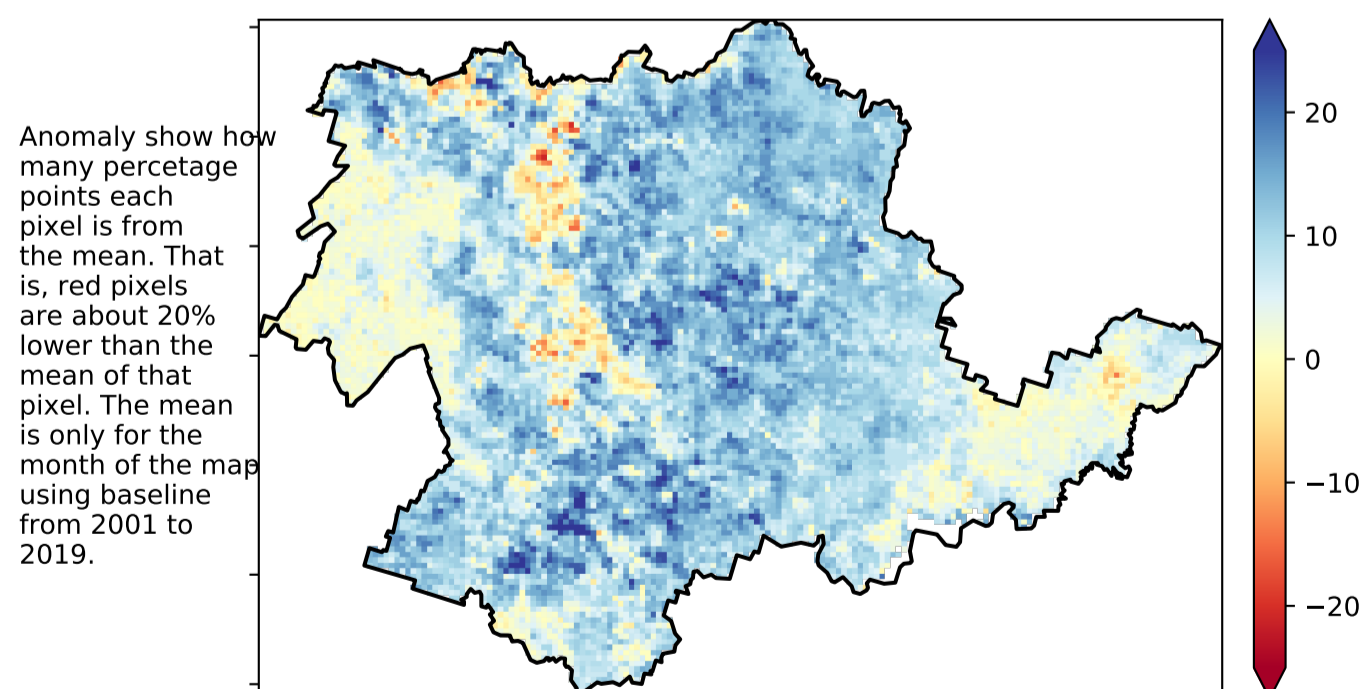 Anomaly show how
many percetage
points each
pixel is from
the mean. That
is, red pixels
are about 20%
lower than the
mean of that
pixel. The mean
is only for the
month of the map
using baseline
from 2001 to
2019.
20
10
0
−10
−20